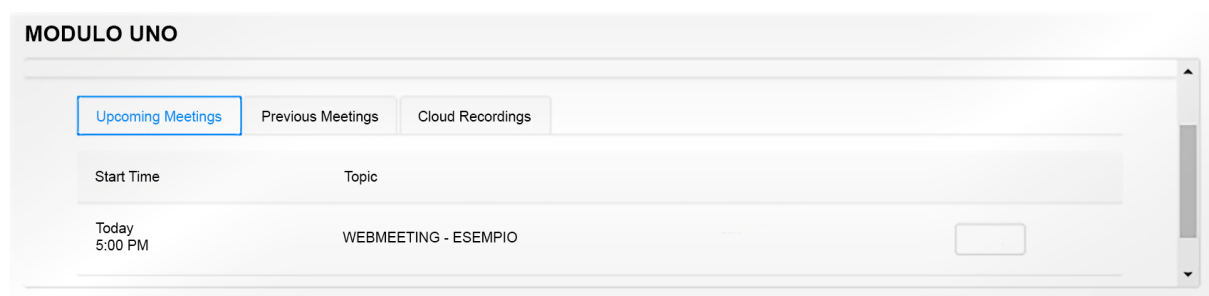 MODULO UNO
Upcoming Meetings Previous Meetings Cloud Recordings
Start Time Topic
Today
5:00 PM WEBMEETING - ESEMPIO